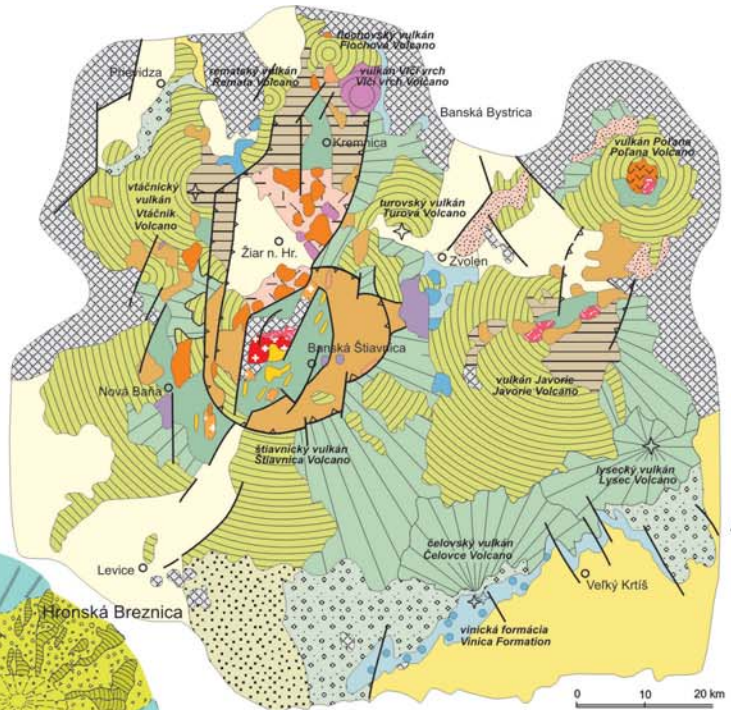 flochovský vulkán
Flochová Volcano
Prievidza
rematský vulkán
Remata Volcano
vulkán Vlčí vrch
Vlčí vrch Volcano
Banská Bystrica
Kremnica
vulkán Poľana
Poľana Volcano
vtáčnický
vulkán
Vtáčnik
Volcano
turovský vulkán
Turová Volcano
Žiar n. Hr.
Zvolen
Banská Štiavnica
Nová Baňa
vulkán Javorie
Javorie Volcano
štiavnický vulkán
Štiavnica Volcano
lysecký vulkán
Lysec Volcano
čelovský vulkán
Čelovce Volcano
Levice
Veľký Krtíš
Hronská Breznica
vinická formácia
Vinica Formation
0 10 20 km